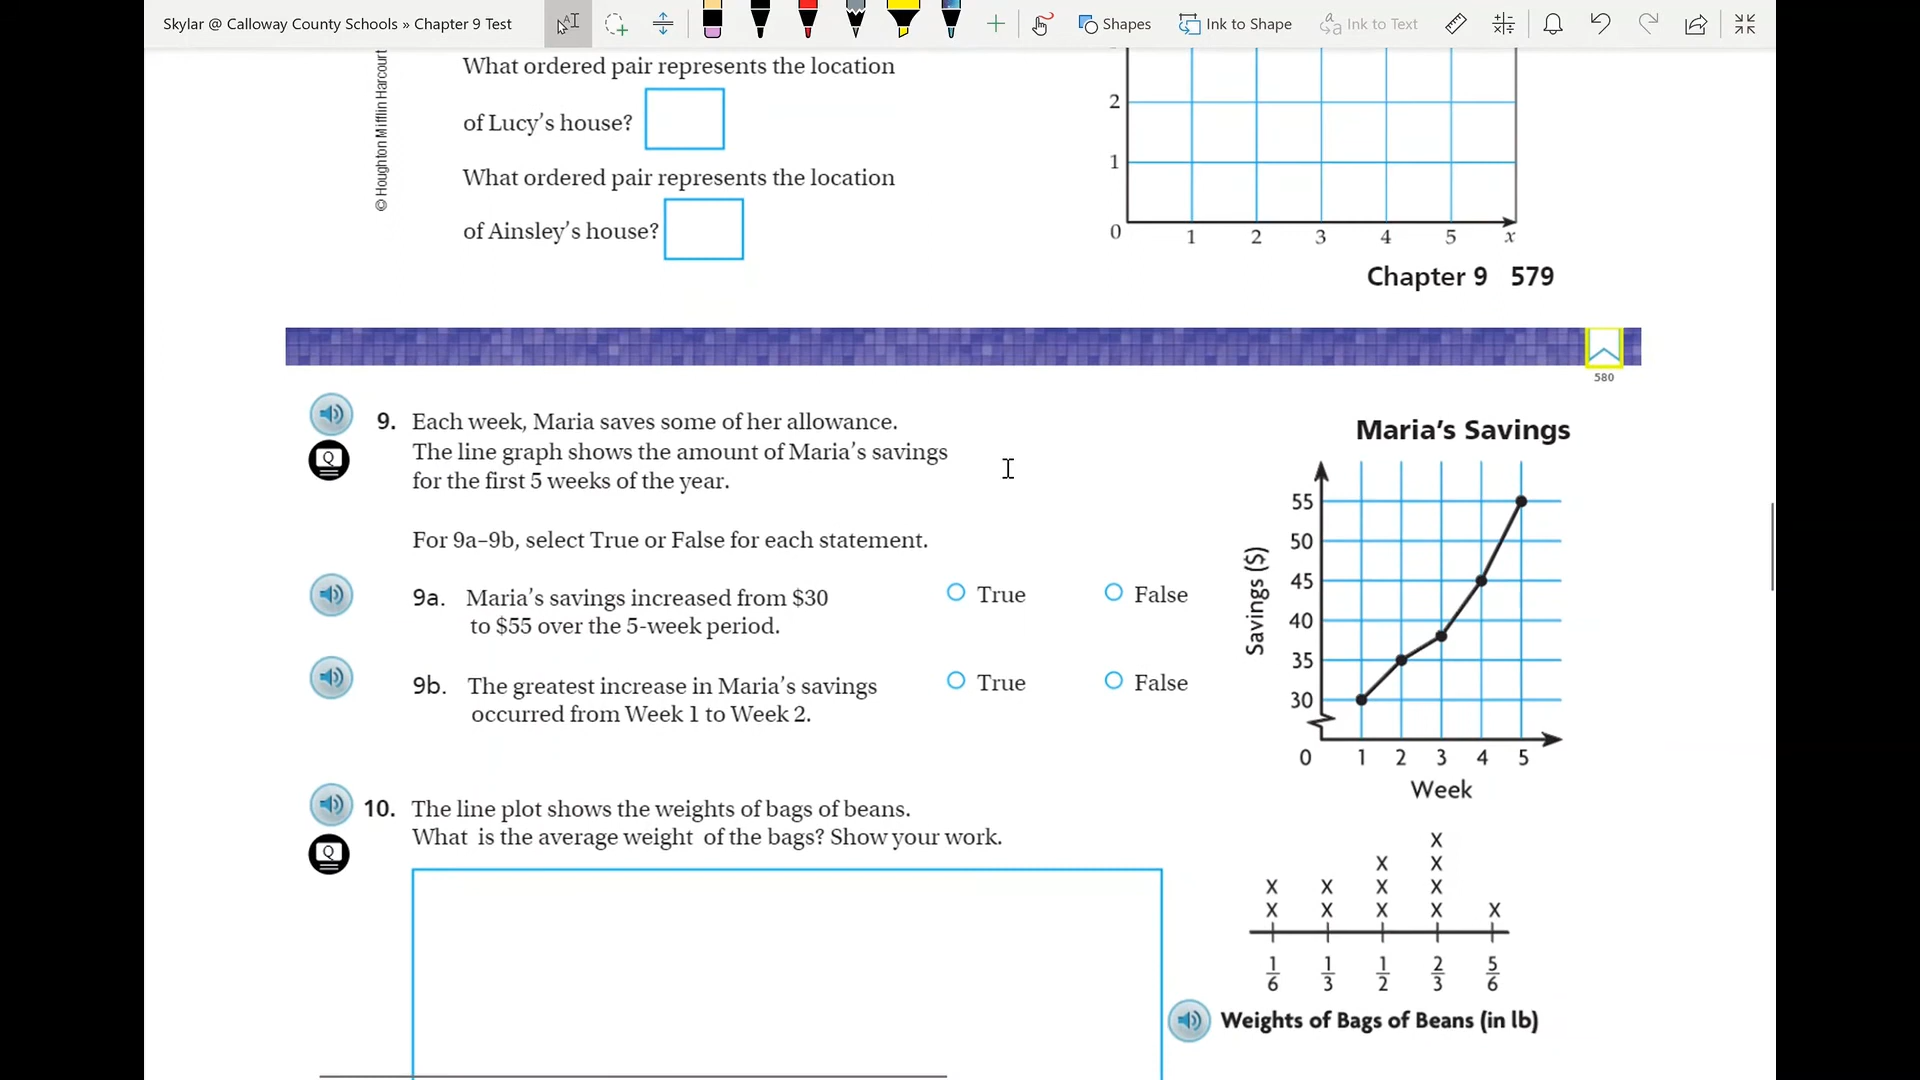 Skylar @ Calloway County Schools » Chapter 9 Test
Shapes
Ink to Shape
Ink to Text
© Houghton Mifflin Harcourt
What ordered pair represents the location
of Lucy's house?
What ordered pair represents the location
of Ainsley's house?
2
1
0 1 2 3 4 5 x
Chapter 9 579
580
9. Each week, Maria saves some of her allowance.
The line graph shows the amount of Maria's savings
for the first 5 weeks of the year.
For 9a–9b, select True or False for each statement.
9a. Maria's savings increased from $30
to $55 over the 5-week period.
True False
9b. The greatest increase in Maria's savings
occurred from Week 1 to Week 2.
True False
Maria's Savings
Savings ($)
55
50
45
40
35
30
0 1 2 3 4 5
Week
10. The line plot shows the weights of bags of beans.
What is the average weight of the bags? Show your work.
X
X X
X X X X
X X X X X
1/6 1/3 1/2 2/3 5/6
Weights of Bags of Beans (in lb)